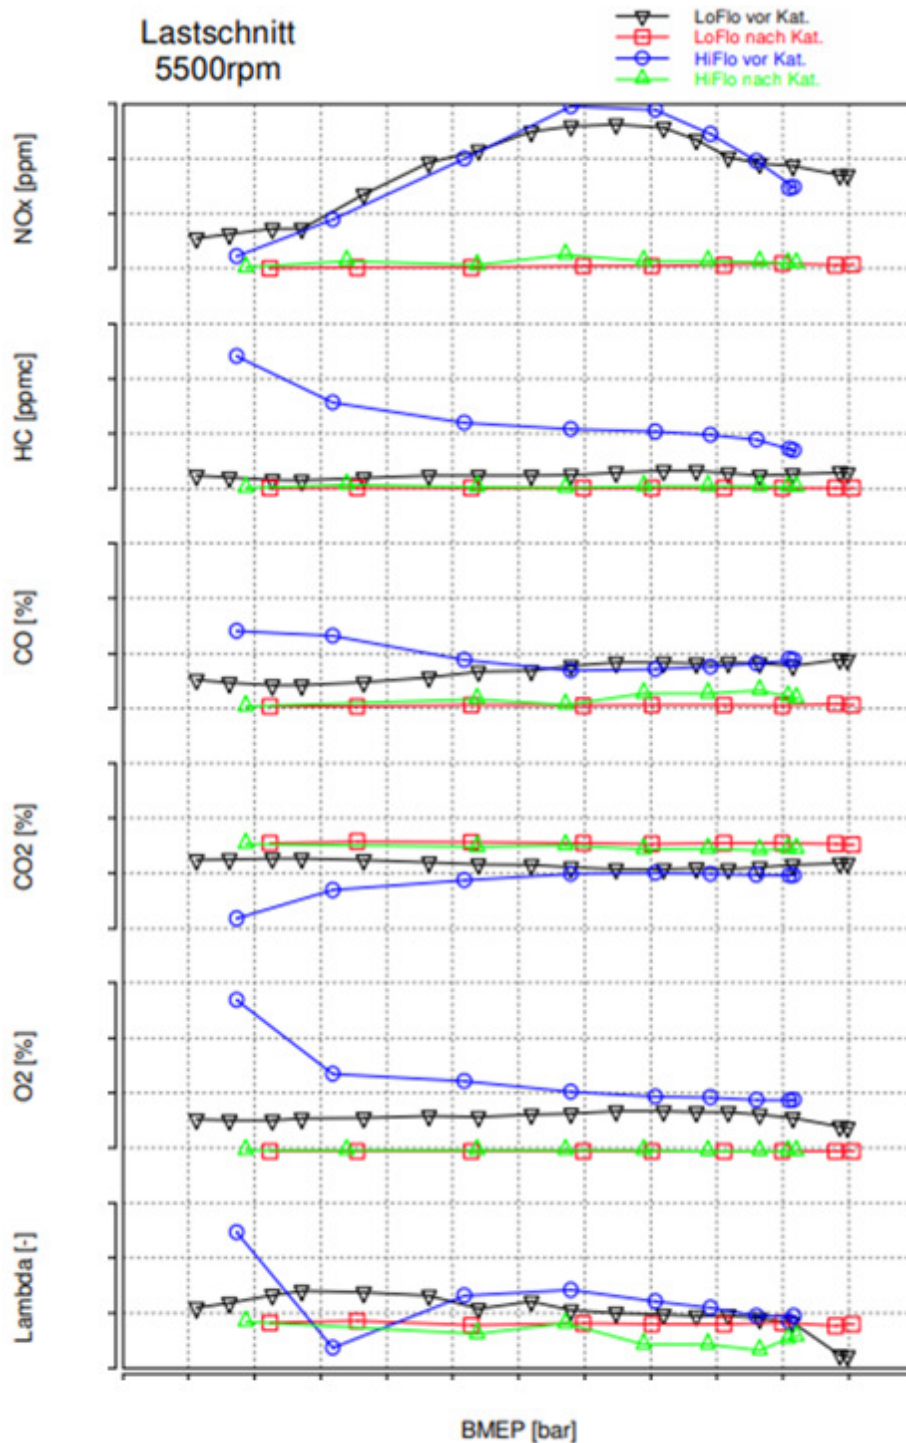 Lastschnitt
5500rpm
LoFlo vor Kat.
LoFlo nach Kat.
HiFlo vor Kat.
HiFlo nach Kat.
NOx [ppm]
HC [ppmc]
CO [%]
CO2 [%]
O2 [%]
Lambda [-]
BMEP [bar]